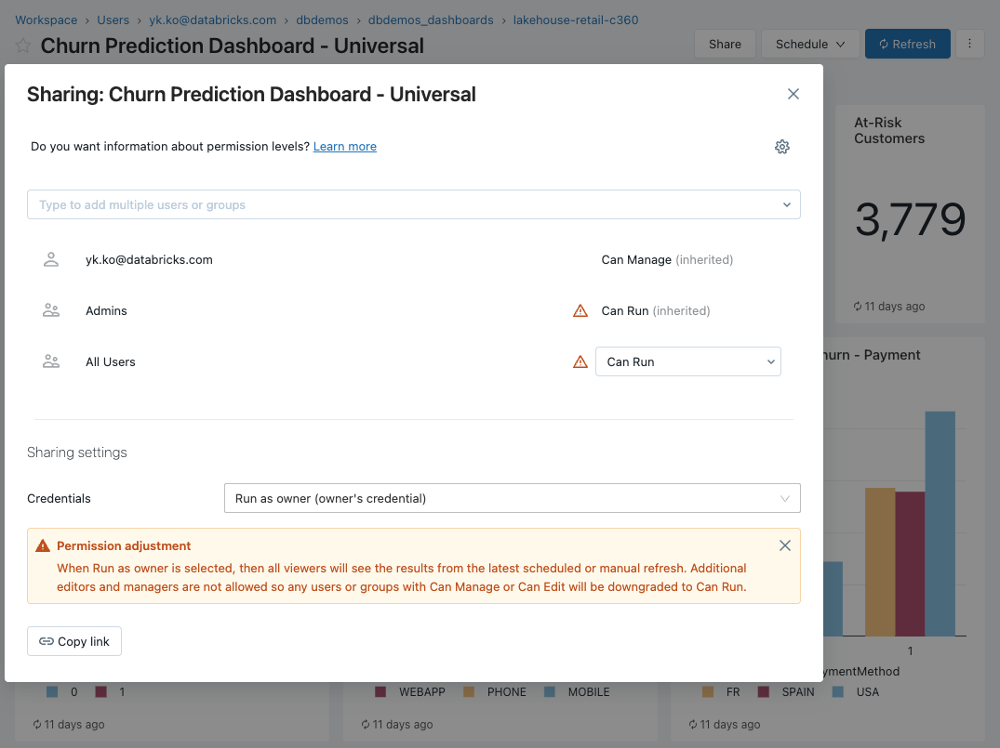 Workspace › Users › yk.ko@databricks.com › dbdemos › dbdemos_dashboards › lakehouse-retail-c360
Churn Prediction Dashboard - Universal
Share
Schedule
Refresh
Sharing: Churn Prediction Dashboard - Universal
Do you want information about permission levels? Learn more
Type to add multiple users or groups
yk.ko@databricks.com
Can Manage (inherited)
Admins
Can Run (inherited)
All Users
Can Run
Sharing settings
Credentials
Run as owner (owner's credential)
Permission adjustment
When Run as owner is selected, then all viewers will see the results from the latest scheduled or manual refresh. Additional
editors and managers are not allowed so any users or groups with Can Manage or Can Edit will be downgraded to Can Run.
Copy link
At-Risk
Customers
3,779
11 days ago
- Payment
1
0 1
WEBAPP PHONE MOBILE
FR SPAIN USA
11 days ago
11 days ago
11 days ago